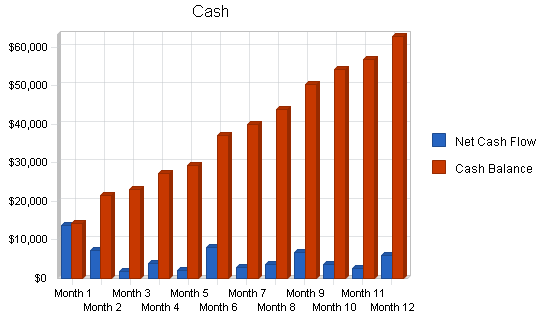 Cash
$60,000
$50,000
$40,000
$30,000
$20,000
$10,000
$0
Net Cash Flow
Cash Balance
Month 1
Month 2
Month 3
Month 4
Month 5
Month 6
Month 7
Month 8
Month 9
Month 10
Month 11
Month 12